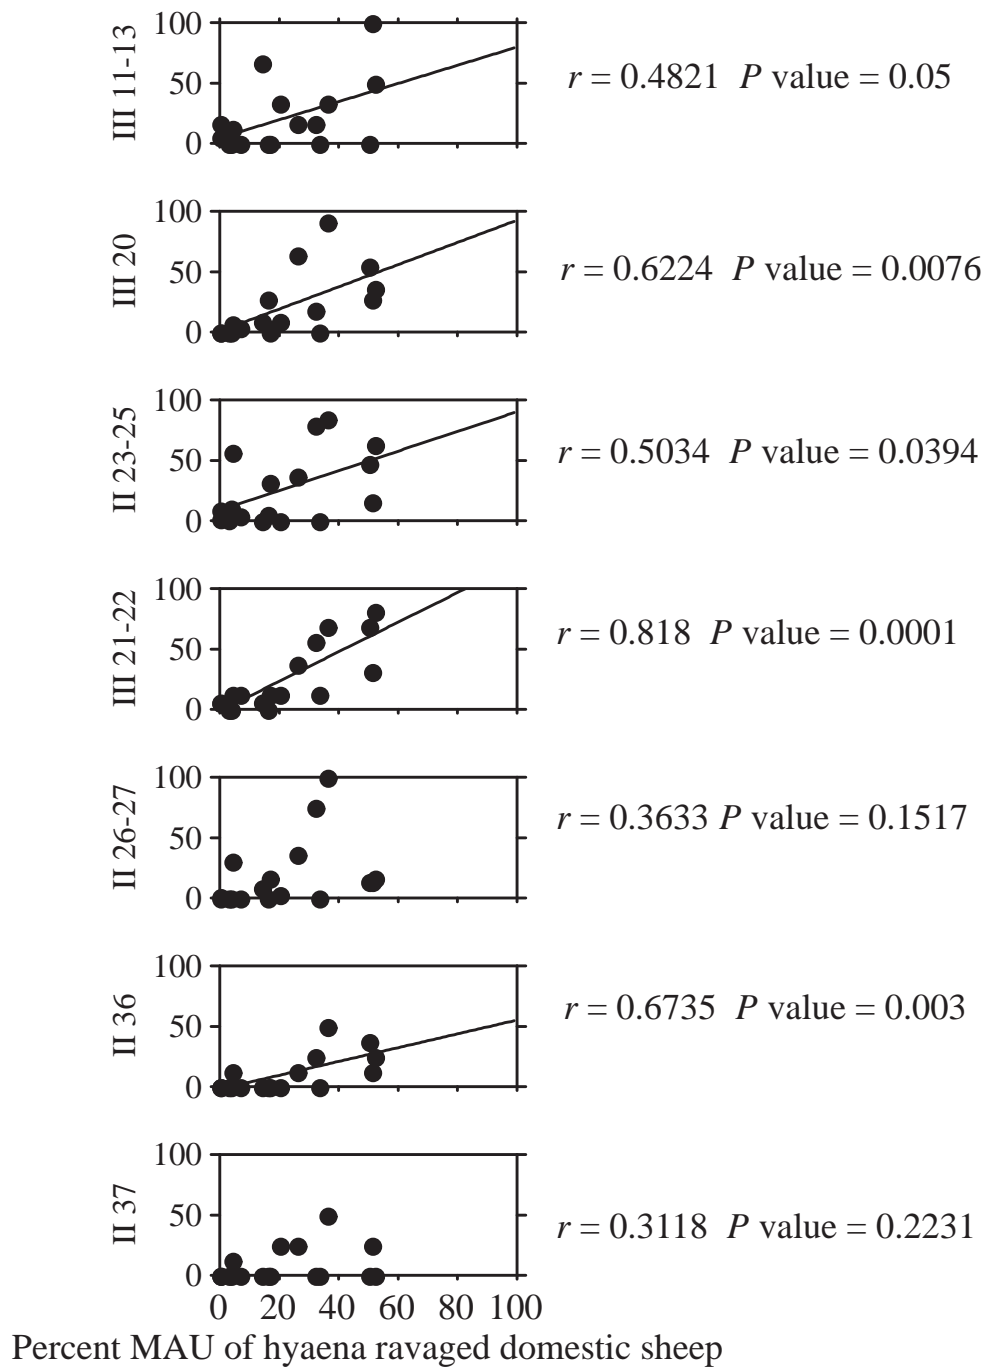 100
50
0
III 11-13
r = 0.4821 P value = 0.05
100
50
0
III 20
r = 0.6224 P value = 0.0076
100
50
0
II 23-25
r = 0.5034 P value = 0.0394
100
50
0
III 21-22
r = 0.818 P value = 0.0001
100
50
0
II 26-27
r = 0.3633 P value = 0.1517
100
50
0
II 36
r = 0.6735 P value = 0.003
100
50
0
II 37
r = 0.3118 P value = 0.2231
0 20 40 60 80 100
Percent MAU of hyaena ravaged domestic sheep